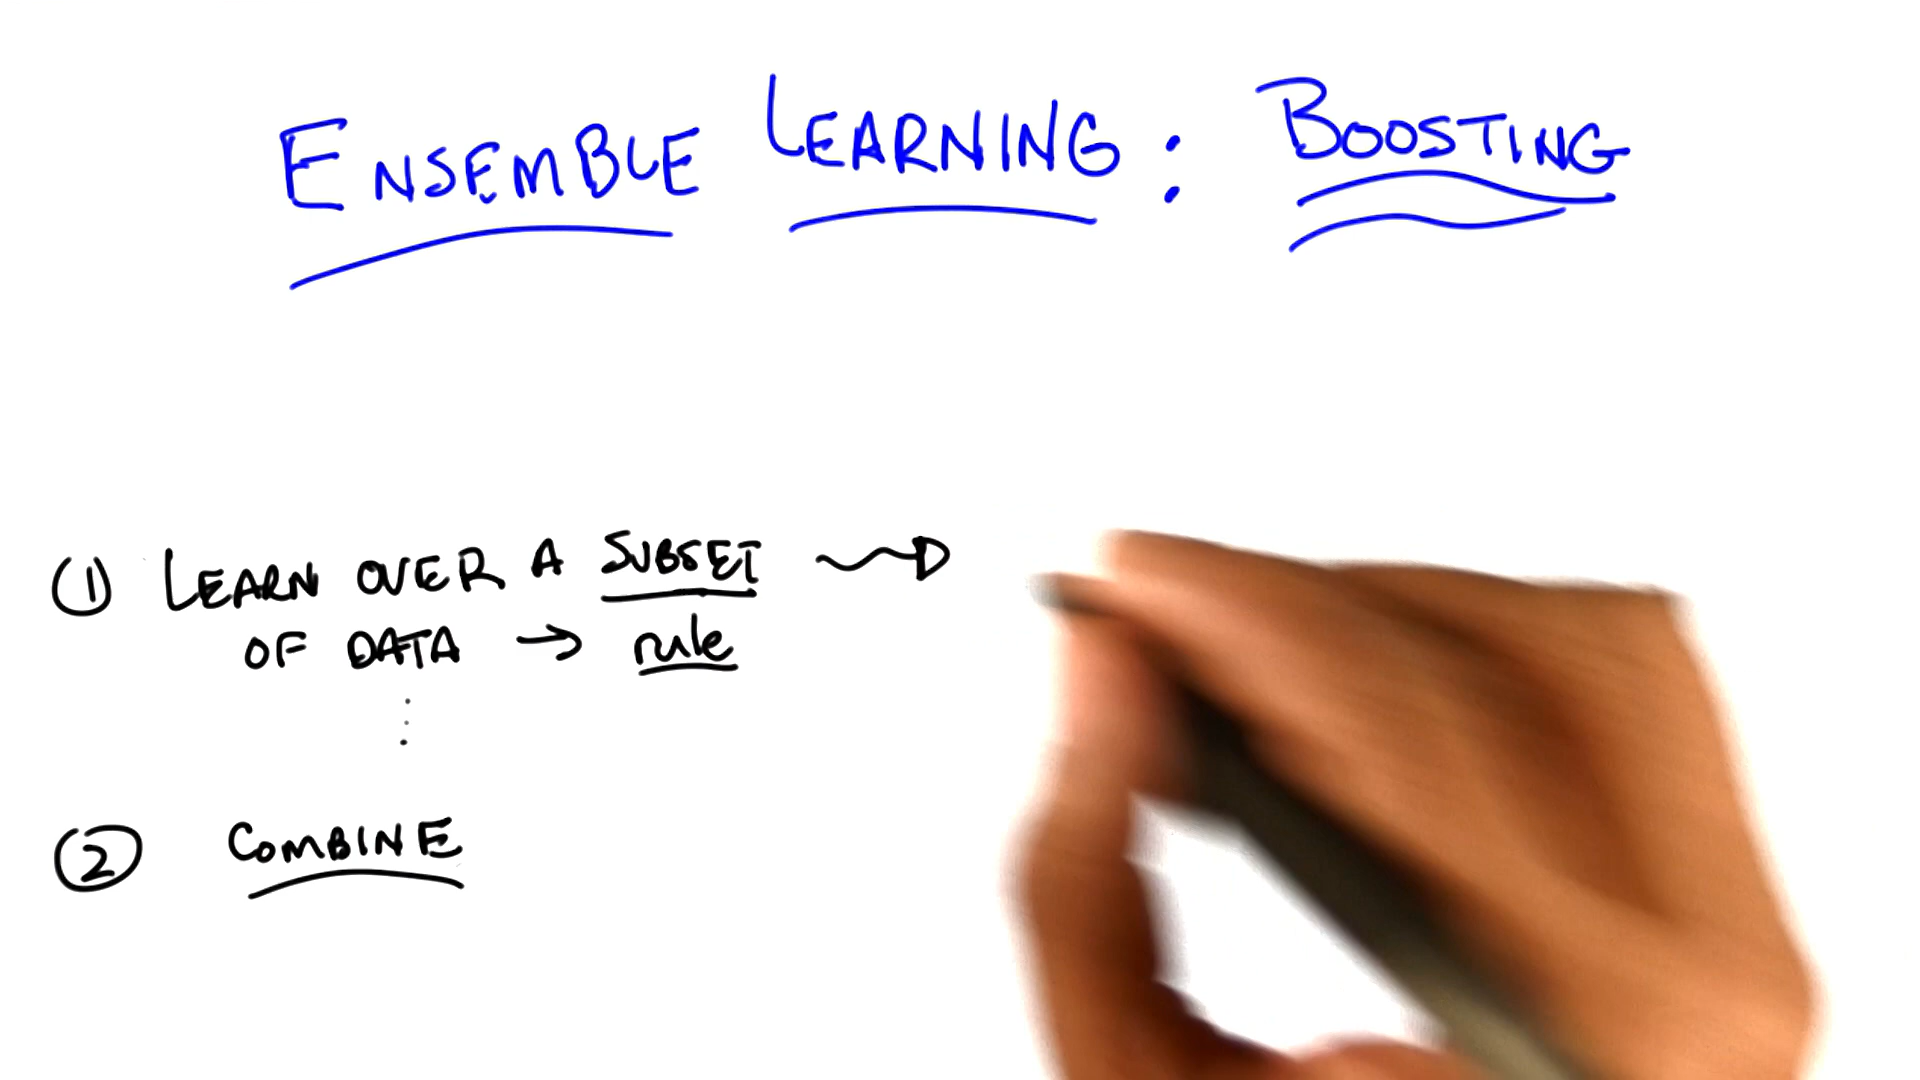 ENSEMBLE LEARNING: BOOSTING
① LEARN OVER A SUBSET
OF DATA → rule
② COMBINE